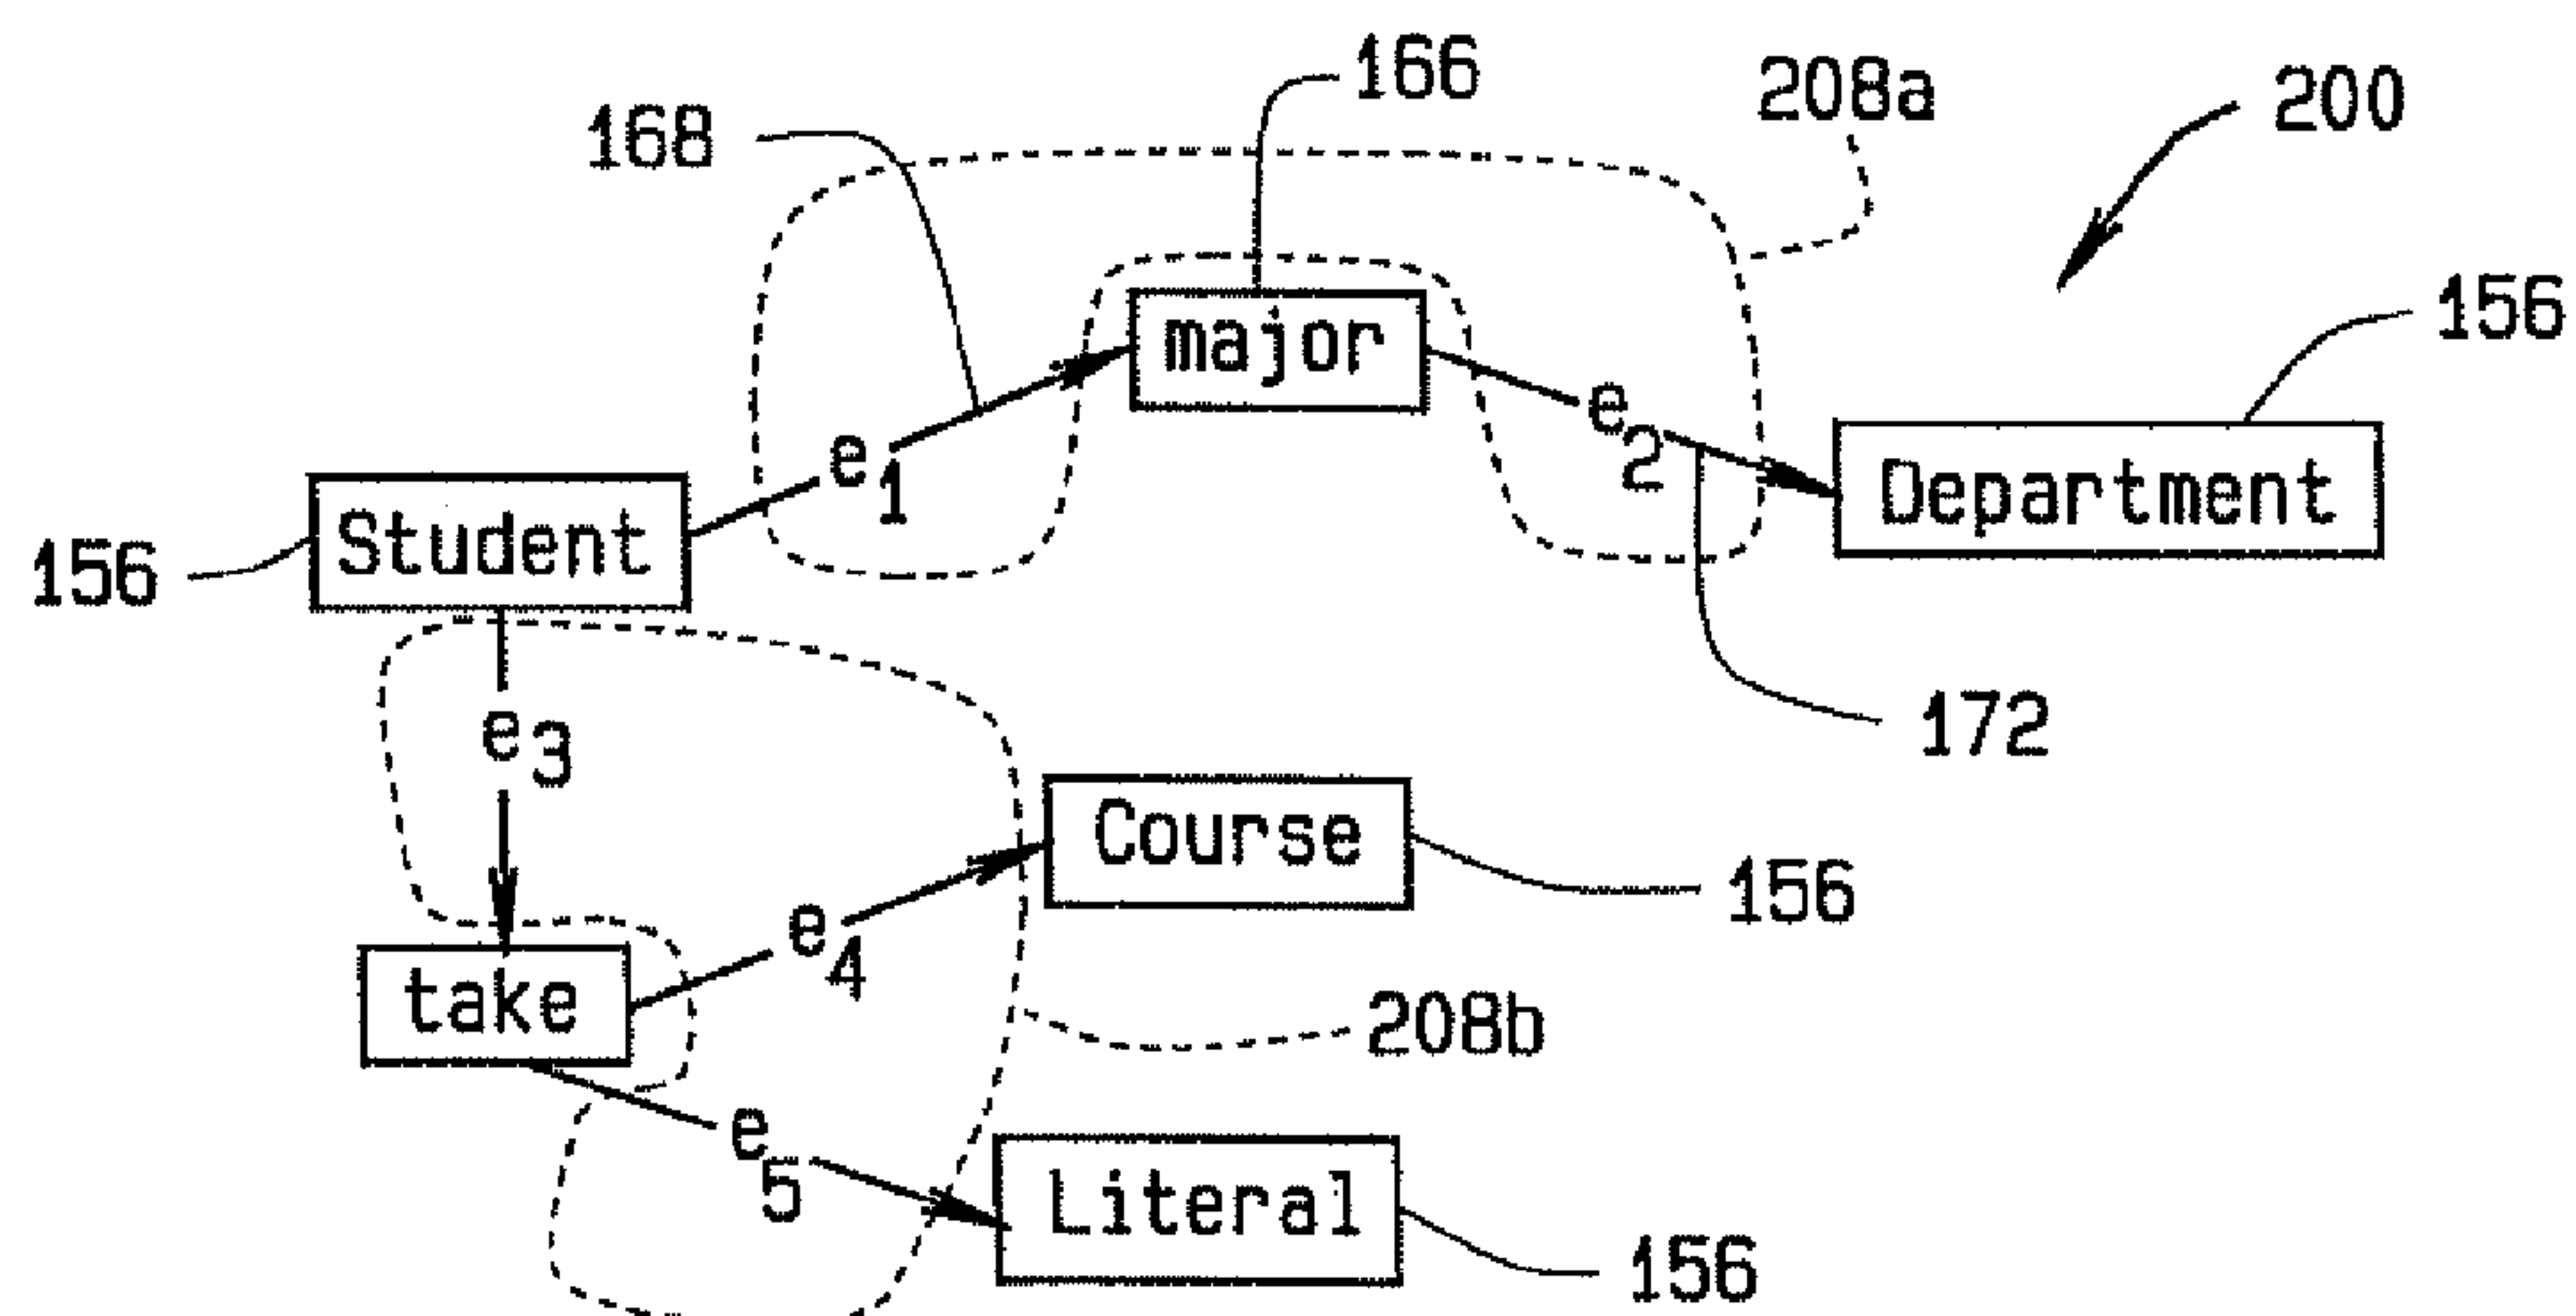 166
208a
200
168
156
major
e1
e2
Department
Student
156
172
e3
Course
156
e4
take
208b
e5
Literal
156